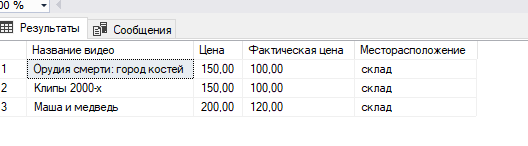 00 %
Результаты Сообщения
Название видео Цена Фактическая цена Месторасположение
1 Орудия смерти: город костей 150,00 100,00 склад
2 Клипы 2000-х 150,00 100,00 склад
3 Маша и медведь 200,00 120,00 склад